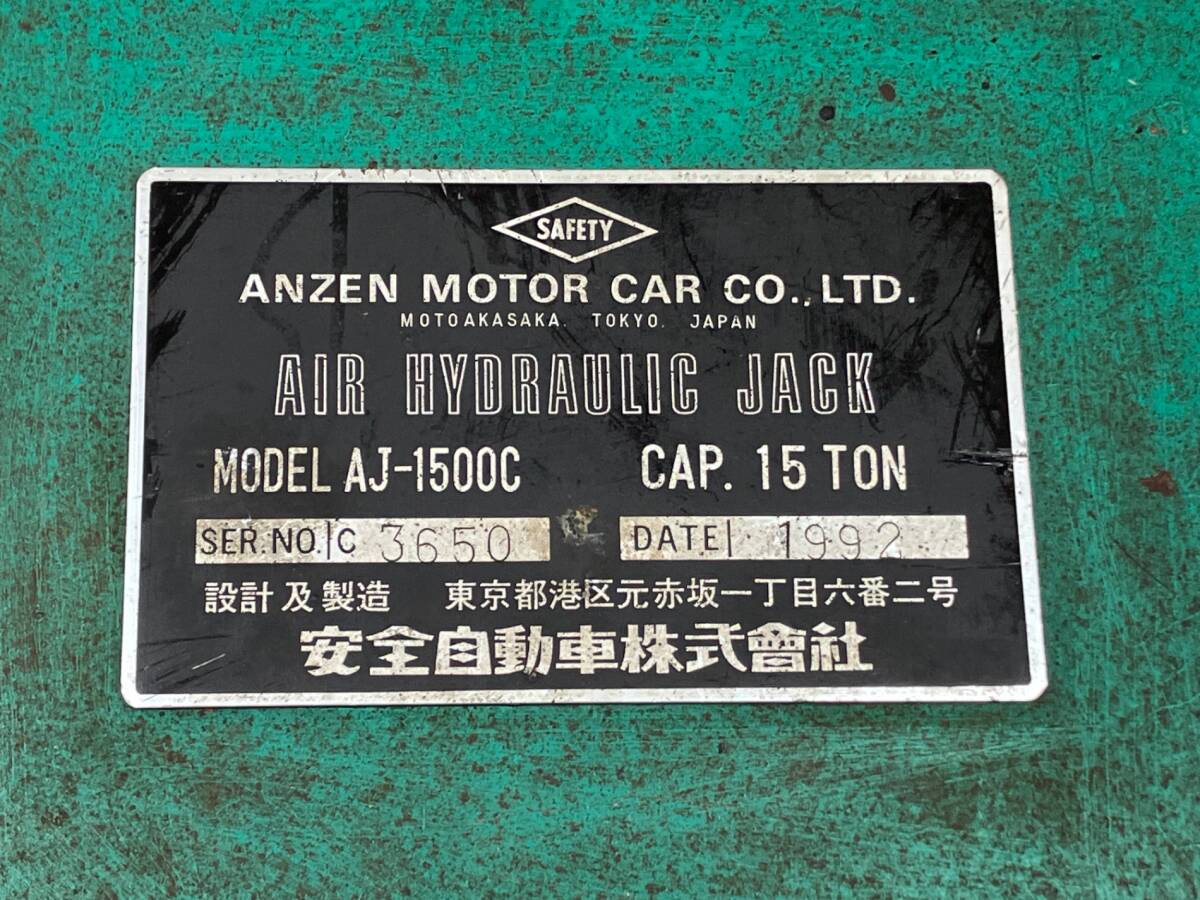 SAFETY
ANZEN MOTOR CAR CO., LTD.
MOTOAKASAKA. TOKYO. JAPAN
AIR HYDRAULIC JACK
MODEL AJ-1500C CAP. 15 TON
SER. NO. C 3650 DATE 1992
設計及製造 東京都港区元赤坂一丁目六番二号
安全自動車株式會社